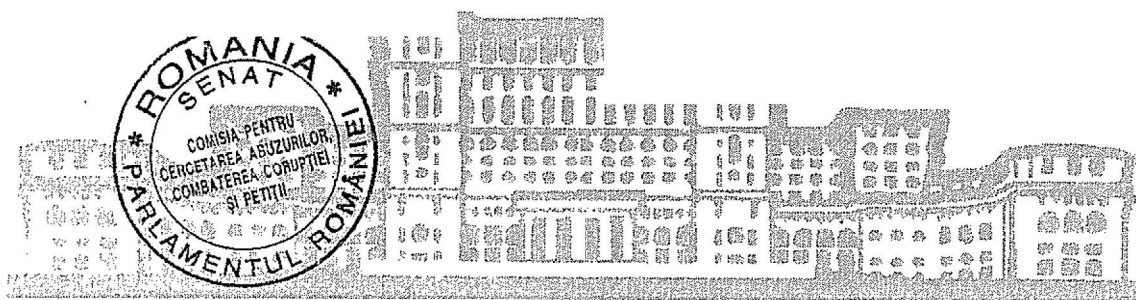 * ROMANIA *
SENAT
COMISIA PENTRU
CERCETAREA ABUZURILOR,
COMBATEREA CORUPȚIEI
ȘI PETIȚII
PARLAMENTUL ROMÂNIEI